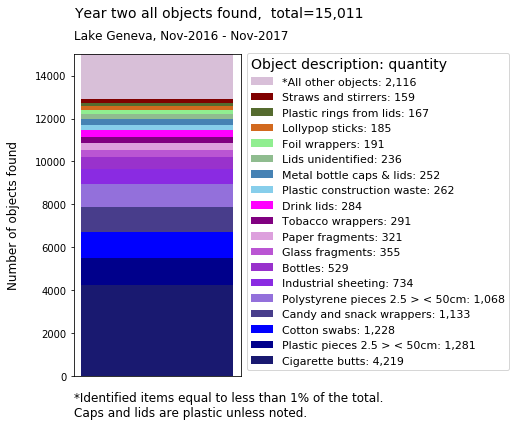 Year two all objects found,  total=15,011
Lake Geneva, Nov-2016 - Nov-2017
Number of objects found
14000
12000
10000
8000
6000
4000
2000
0
Object description: quantity
*All other objects: 2,116
Straws and stirrers: 159
Plastic rings from lids: 167
Lollypop sticks: 185
Foil wrappers: 191
Lids unidentified: 236
Metal bottle caps & lids: 252
Plastic construction waste: 262
Drink lids: 284
Tobacco wrappers: 291
Paper fragments: 321
Glass fragments: 355
Bottles: 529
Industrial sheeting: 734
Polystyrene pieces 2.5 > < 50cm: 1,068
Candy and snack wrappers: 1,133
Cotton swabs: 1,228
Plastic pieces 2.5 > < 50cm: 1,281
Cigarette butts: 4,219
*Identified items equal to less than 1% of the total.
Caps and lids are plastic unless noted.